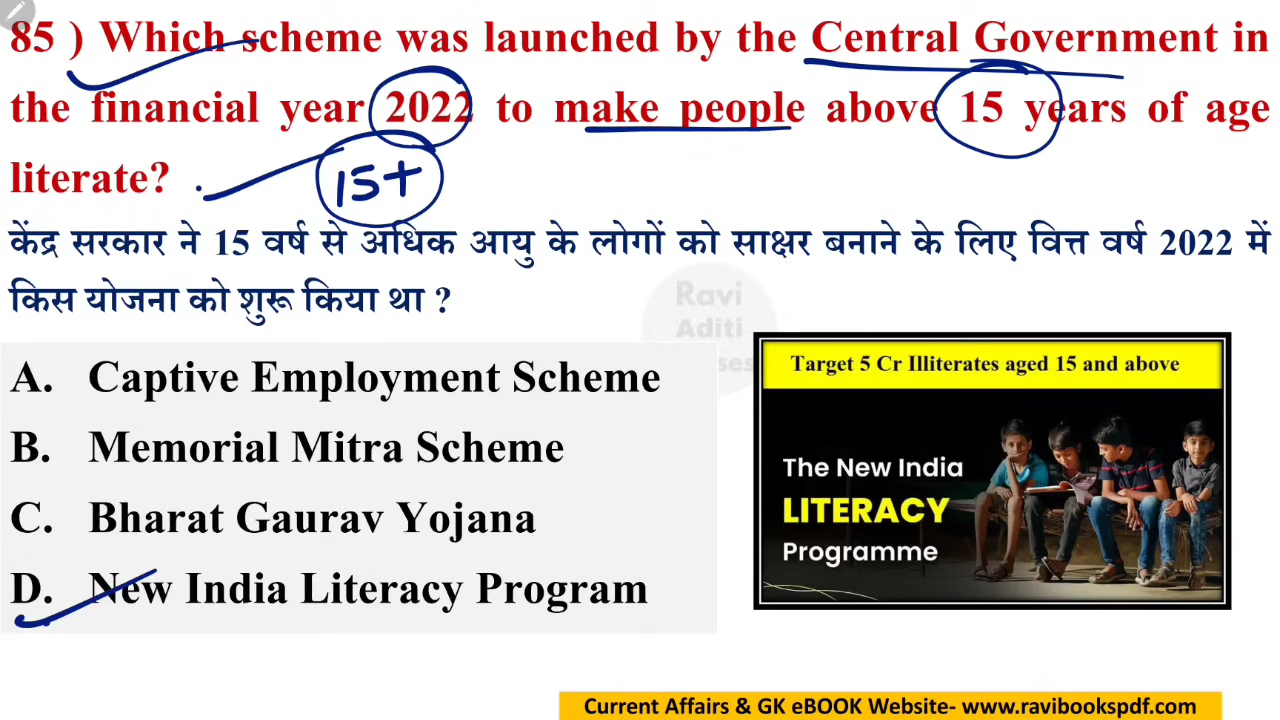 85 ) Which scheme was launched by the Central Government in
the financial year 2022 to make people above 15 years of age
literate?
15+
केंद्र सरकार ने 15 वर्ष से अधिक आयु के लोगों को साक्षर बनाने के लिए वित्त वर्ष 2022 में
किस योजना को शुरू किया था ?
Ravi
Aditi
ses
A. Captive Employment Scheme
B. Memorial Mitra Scheme
C. Bharat Gaurav Yojana
D. New India Literacy Program
Target 5 Cr Illiterates aged 15 and above
The New India
LITERACY
Programme
Current Affairs & GK eBOOK Website- www.ravibookspdf.com